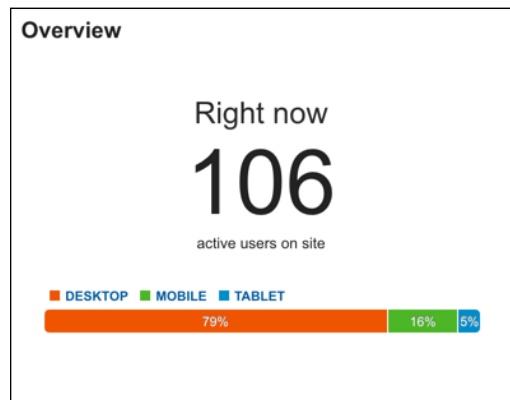 Overview
Right now
106
active users on site
DESKTOP MOBILE TABLET
79% 16% 5%